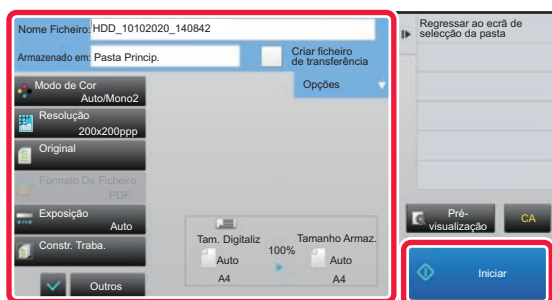 Nome Ficheiro: HDD_10102020_140842
Armazenado em: Pasta Princip.
Criar ficheiro
de transferência
Opções
Modo de Cor
Auto/Mono2
Resolução
200x200ppp
Original
Formato De Ficheiro
PDF
Exposição
Auto
Constr. Traba.
Outros
Tam. Digitaliz
Auto
A4
100%
Tamanho Armaz.
Auto
A4
Regressar ao ecrã de
selecção da pasta
Pré-
visualização
CA
Iniciar